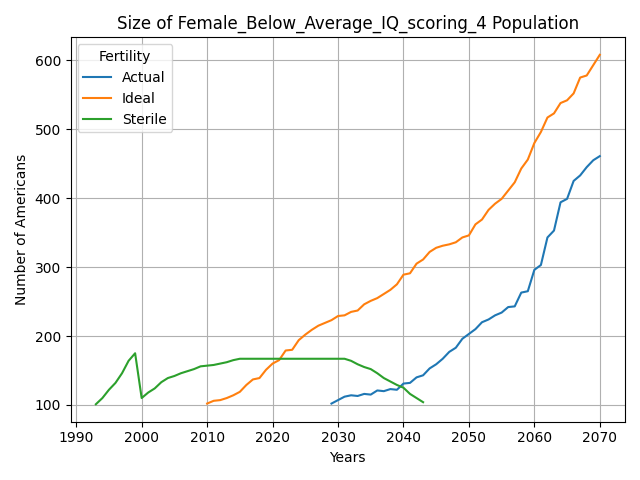 Size of Female_Below_Average_IQ_scoring_4 Population
Fertility
Actual
Ideal
Sterile
Number of Americans
600
500
400
300
200
100
1990 2000 2010 2020 2030 2040 2050 2060 2070
Years